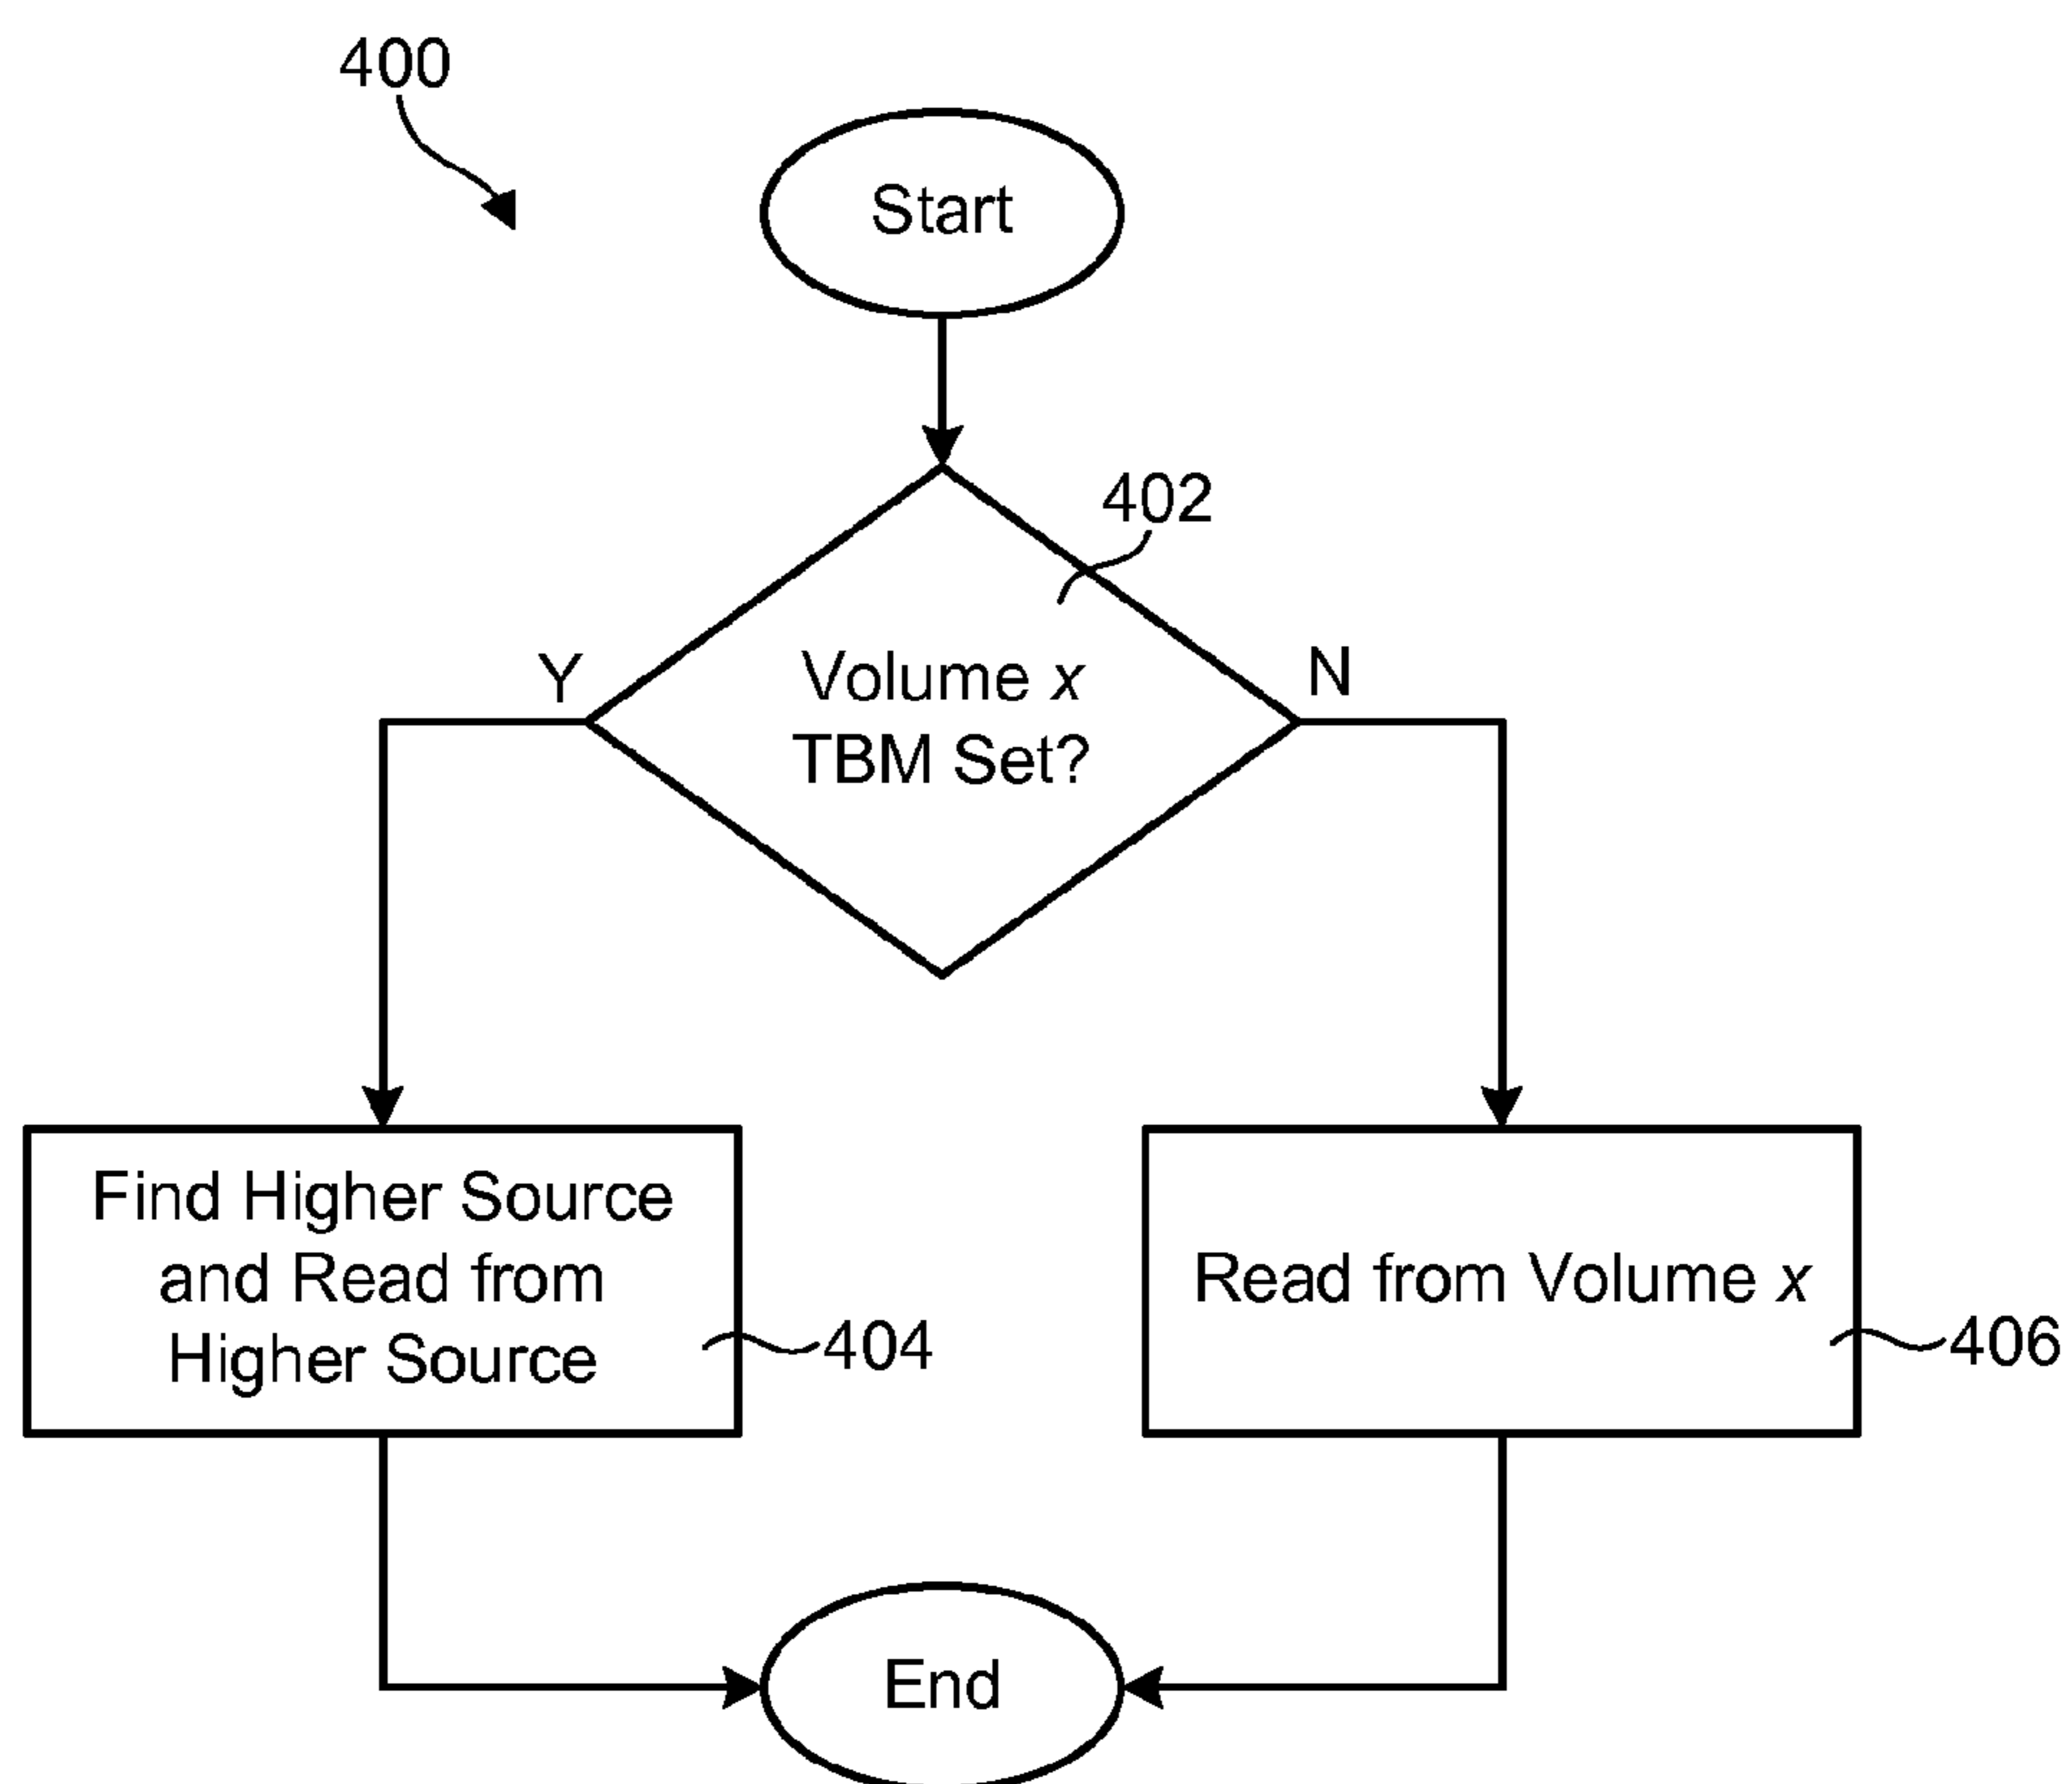 400
Start
402
Y
N
Volume x
TBM Set?
Find Higher Source
and Read from
Higher Source
404
Read from Volume x
406
End